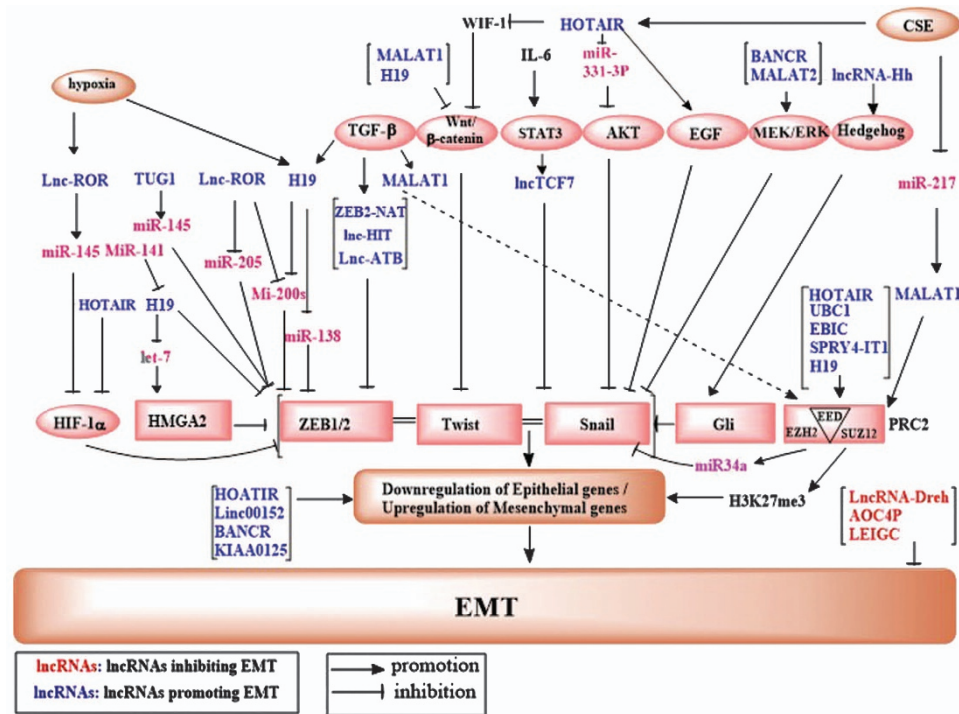 WIF-1
HOTAIR
CSE
miR-
331-3P
IL-6
MALAT1
H19
BANCR
MALAT2
lncRNA-Hh
hypoxia
TGF-β
Wnt/
β-catenin
STAT3
AKT
EGF
MEK/ERK
Hedgehog
Lnc-ROR
TUG1
Lnc-ROR
H19
MALAT1
lncTCF7
miR-217
miR-145
miR-145
MiR-141
miR-205
Mi-200s
ZEB2-NAT
lnc-HIT
Lnc-ATB
HOTAIR
H19
let-7
miR-138
HOTAIR
UBC1
EBIC
SPRY4-IT1
H19
MALAT1
HIF-1α
HMGA2
ZEB1/2
Twist
Snail
Gli
EED
EZH2
SUZ12
PRC2
miR34a
HOATIR
Linc00152
BANCR
KIAA0125
Downregulation of Epithelial genes /
Upregulation of Mesenchymal genes
H3K27me3
LncRNA-Dreh
AOC4P
LEIGC
EMT
lncRNAs: lncRNAs inhibiting EMT
lncRNAs: lncRNAs promoting EMT
promotion
inhibition